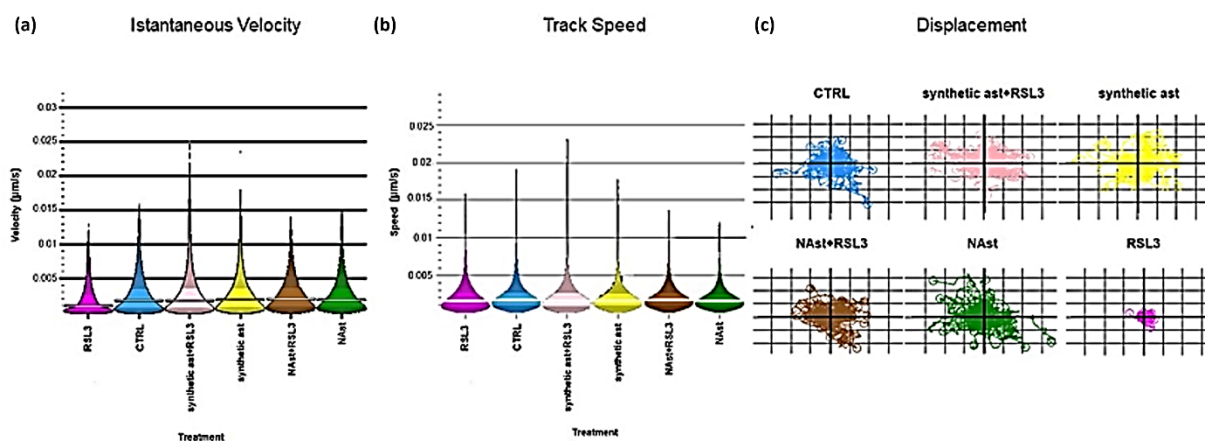 (a)
Istantaneous Velocity
(b)
Track Speed
(c)
Displacement
Velocity (µm/s)
0.03
0.025
0.02
0.015
0.01
0.005
RSL3
CTRL
synthetic ast+RSL3
synthetic ast
NAst+RSL3
NAst
Treatment
Speed (µm/s)
0.025
0.02
0.015
0.01
0.005
RSL3
CTRL
synthetic ast+RSL3
synthetic ast
NAst+RSL3
NAst
Treatment
CTRL
synthetic ast+RSL3
synthetic ast
NAst+RSL3
NAst
RSL3